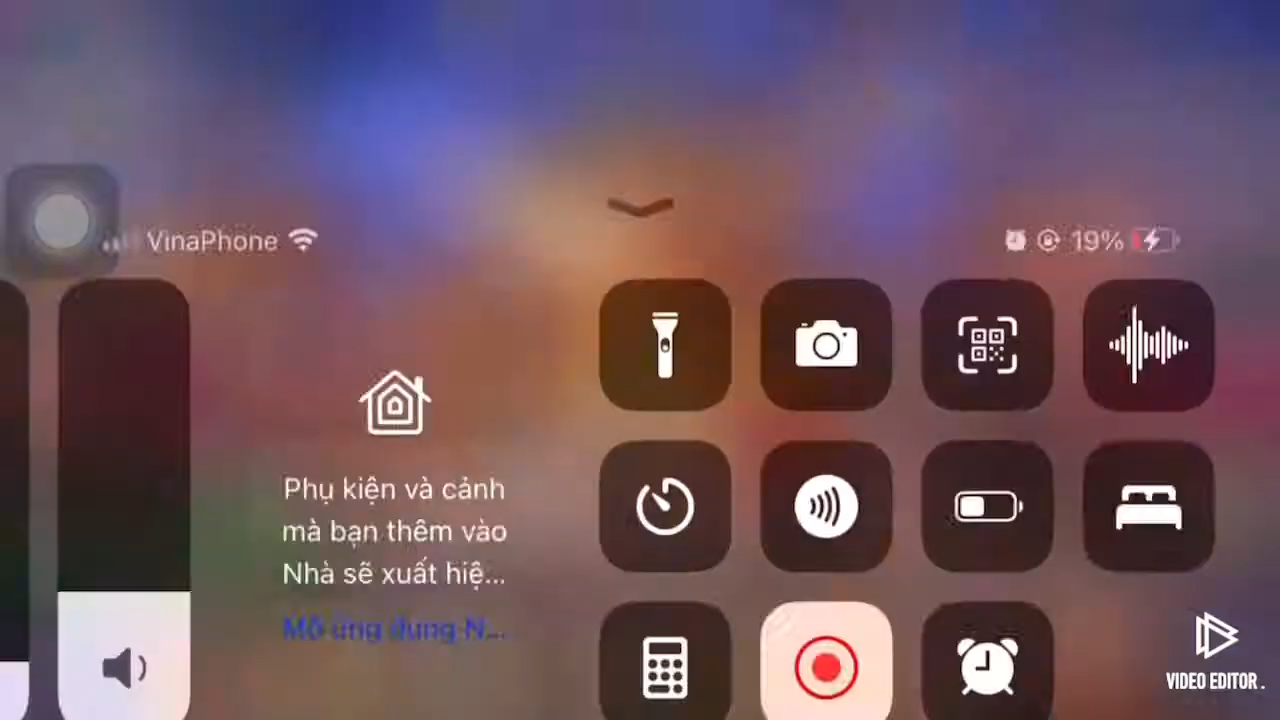 VinaPhone
19%
Phụ kiện và cảnh
mà bạn thêm vào
Nhà sẽ xuất hiệ...
Mở ứng dụng N...
VIDEO EDITOR.